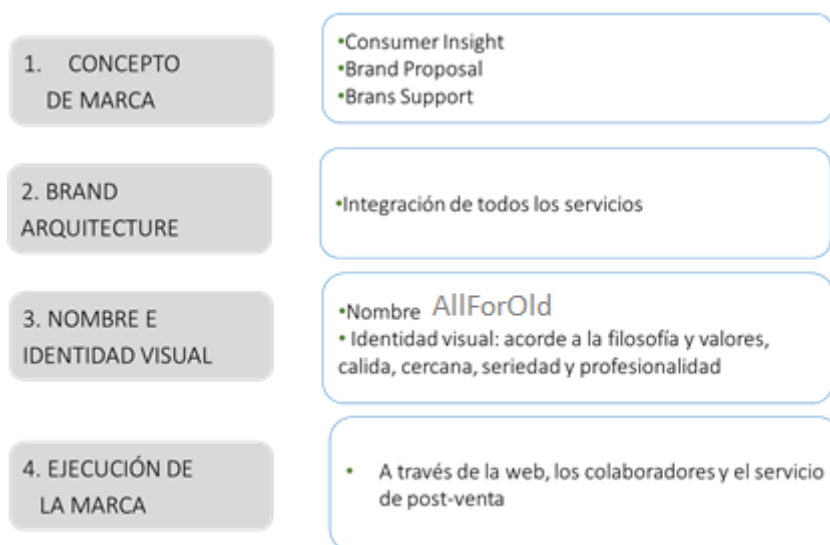 1. CONCEPTO
DE MARCA
•Consumer Insight
•Brand Proposal
•Brans Support
2. BRAND
ARQUITECTURE
•Integración de todos los servicios
3. NOMBRE E
IDENTIDAD VISUAL
•Nombre AllForOld
• Identidad visual: acorde a la filosofía y valores,
calida, cercana, seriedad y profesionalidad
4. EJECUCIÓN DE
LA MARCA
• A través de la web, los colaboradores y el servicio
de post-venta